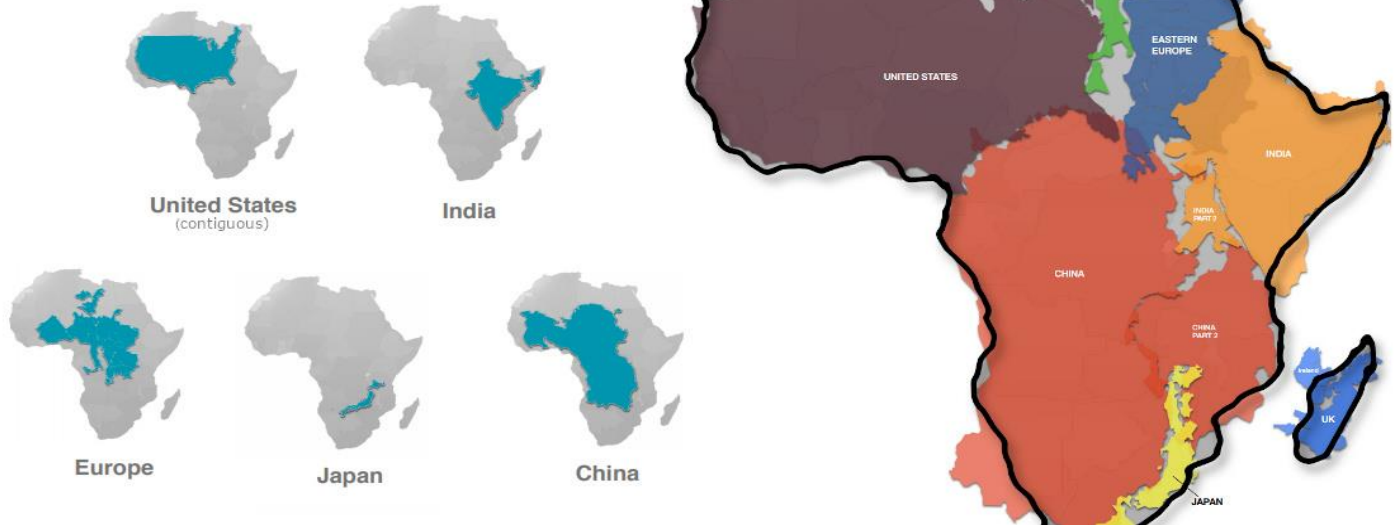 United States
(contiguous)
India
Europe
Japan
China
UNITED STATES
EASTERN
EUROPE
INDIA
INDIA
PART 2
CHINA
CHINA
PART 2
Ireland
UK
JAPAN